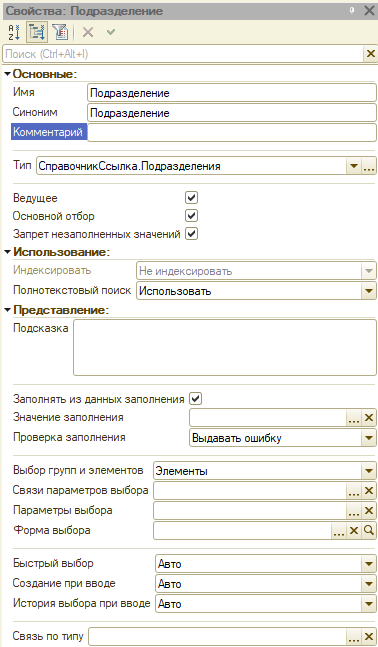 Свойства: Подразделение
Поиск (Ctrl+Alt+I)
Основные:
Имя Подразделение
Синоним Подразделение
Комментарий
Тип СправочникСсылка.Подразделения
Ведущее
Основной отбор
Запрет незаполненных значений
Использование:
Индексировать Не индексировать
Полнотекстовый поиск Использовать
Представление:
Подсказка
Заполнять из данных заполнения
Значение заполнения
Проверка заполнения Выдавать ошибку
Выбор групп и элементов Элементы
Связи параметров выбора
Параметры выбора
Форма выбора
Быстрый выбор Авто
Создание при вводе Авто
История выбора при вводе Авто
Связь по типу